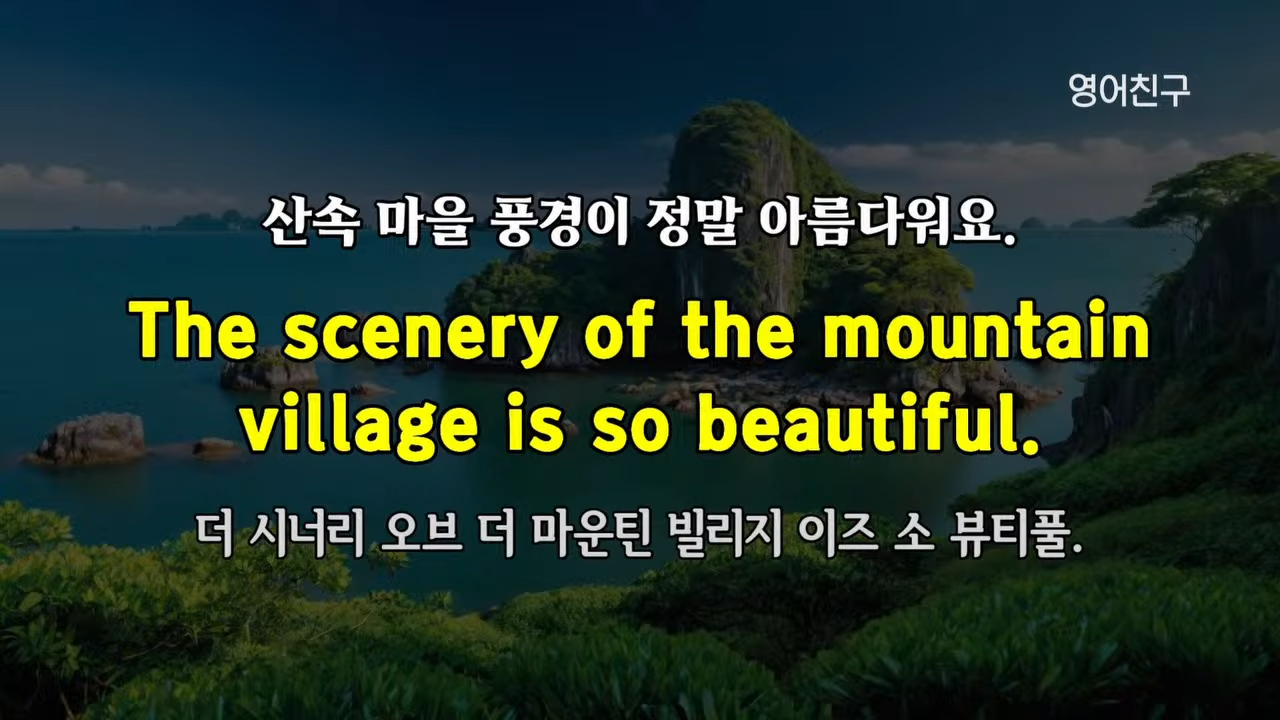 영어친구
산속 마을 풍경이 정말 아름다워요.
The scenery of the mountain
village is so beautiful.
더 시너리 오브 더 마운틴 빌리지 이즈 소 뷰티풀.